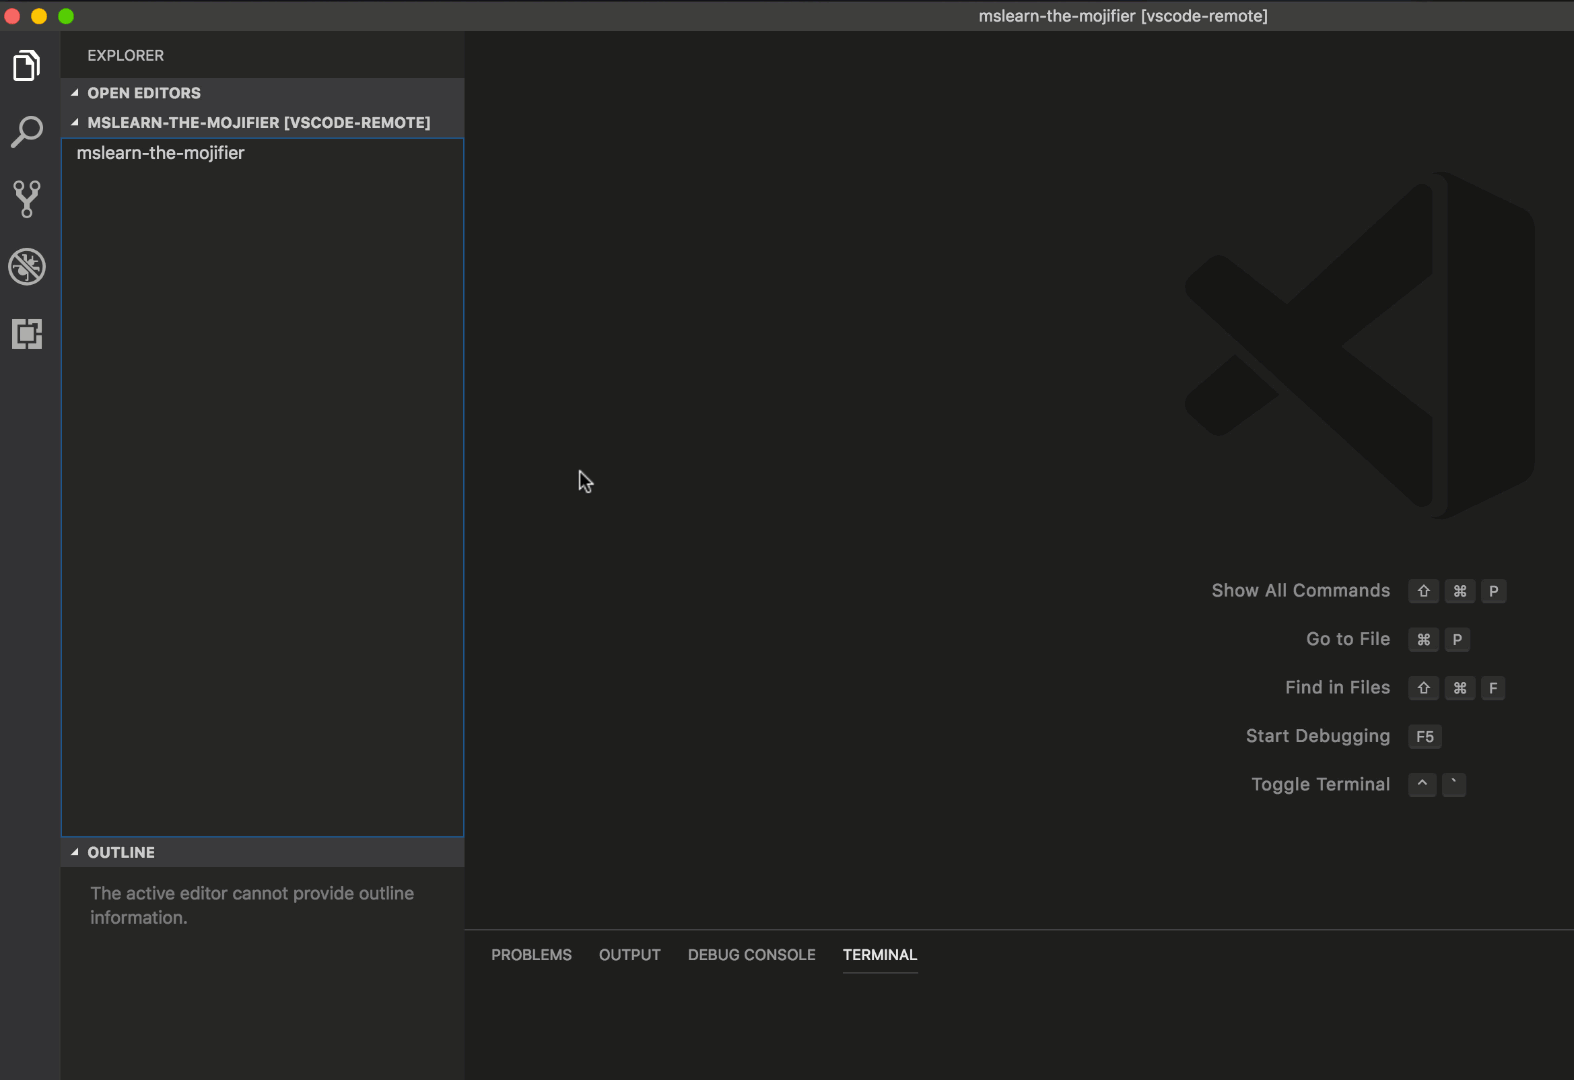 mslearn-the-mojifier [vscode-remote]
EXPLORER
OPEN EDITORS
MSLEARN-THE-MOJIFIER [VSCODE-REMOTE]
mslearn-the-mojifier
Show All Commands ⇧ ⌘ P
Go to File ⌘ P
Find in Files ⇧ ⌘ F
Start Debugging F5
Toggle Terminal ^ `
OUTLINE
The active editor cannot provide outline
information.
PROBLEMS OUTPUT DEBUG CONSOLE TERMINAL